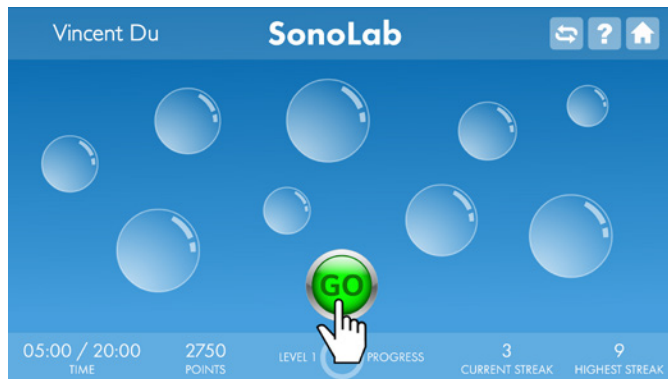 Vincent Du
SonoLab
?
GO
05:00 / 20:00
TIME
2750
POINTS
LEVEL 1
PROGRESS
3
CURRENT STREAK
9
HIGHEST STREAK